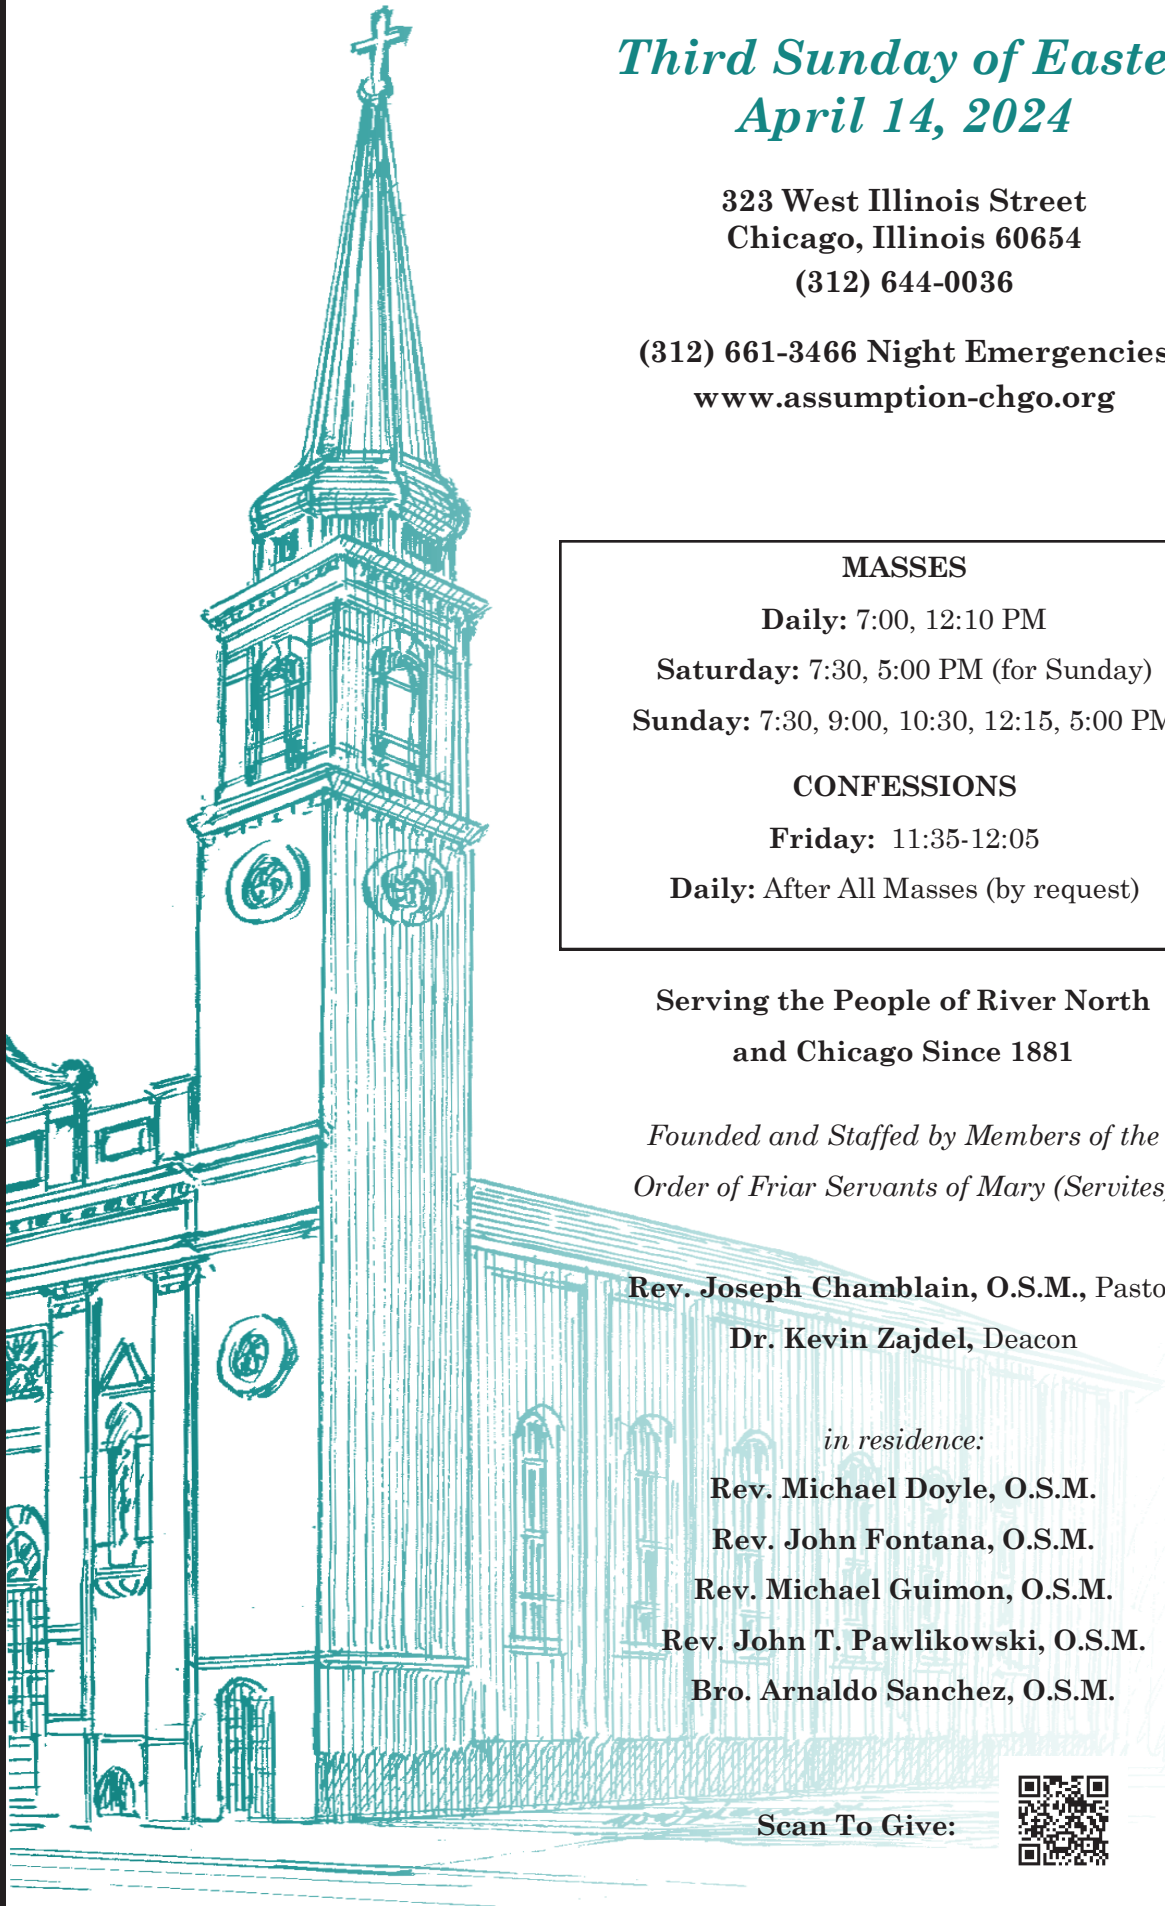 Third Sunday of Easte
April 14, 2024
323 West Illinois Street
Chicago, Illinois 60654
(312) 644-0036
(312) 661-3466 Night Emergencies
www.assumption-chgo.org
MASSES
Daily: 7:00, 12:10 PM
Saturday: 7:30, 5:00 PM (for Sunday)
Sunday: 7:30, 9:00, 10:30, 12:15, 5:00 PM
CONFESSIONS
Friday: 11:35-12:05
Daily: After All Masses (by request)
Serving the People of River North
and Chicago Since 1881
Founded and Staffed by Members of the
Order of Friar Servants of Mary (Servites)
Rev. Joseph Chamblain, O.S.M., Pasto
Dr. Kevin Zajdel, Deacon
in residence:
Rev. Michael Doyle, O.S.M.
Rev. John Fontana, O.S.M.
Rev. Michael Guimon, O.S.M.
Rev. John T. Pawlikowski, O.S.M.
Bro. Arnaldo Sanchez, O.S.M.
Scan To Give: